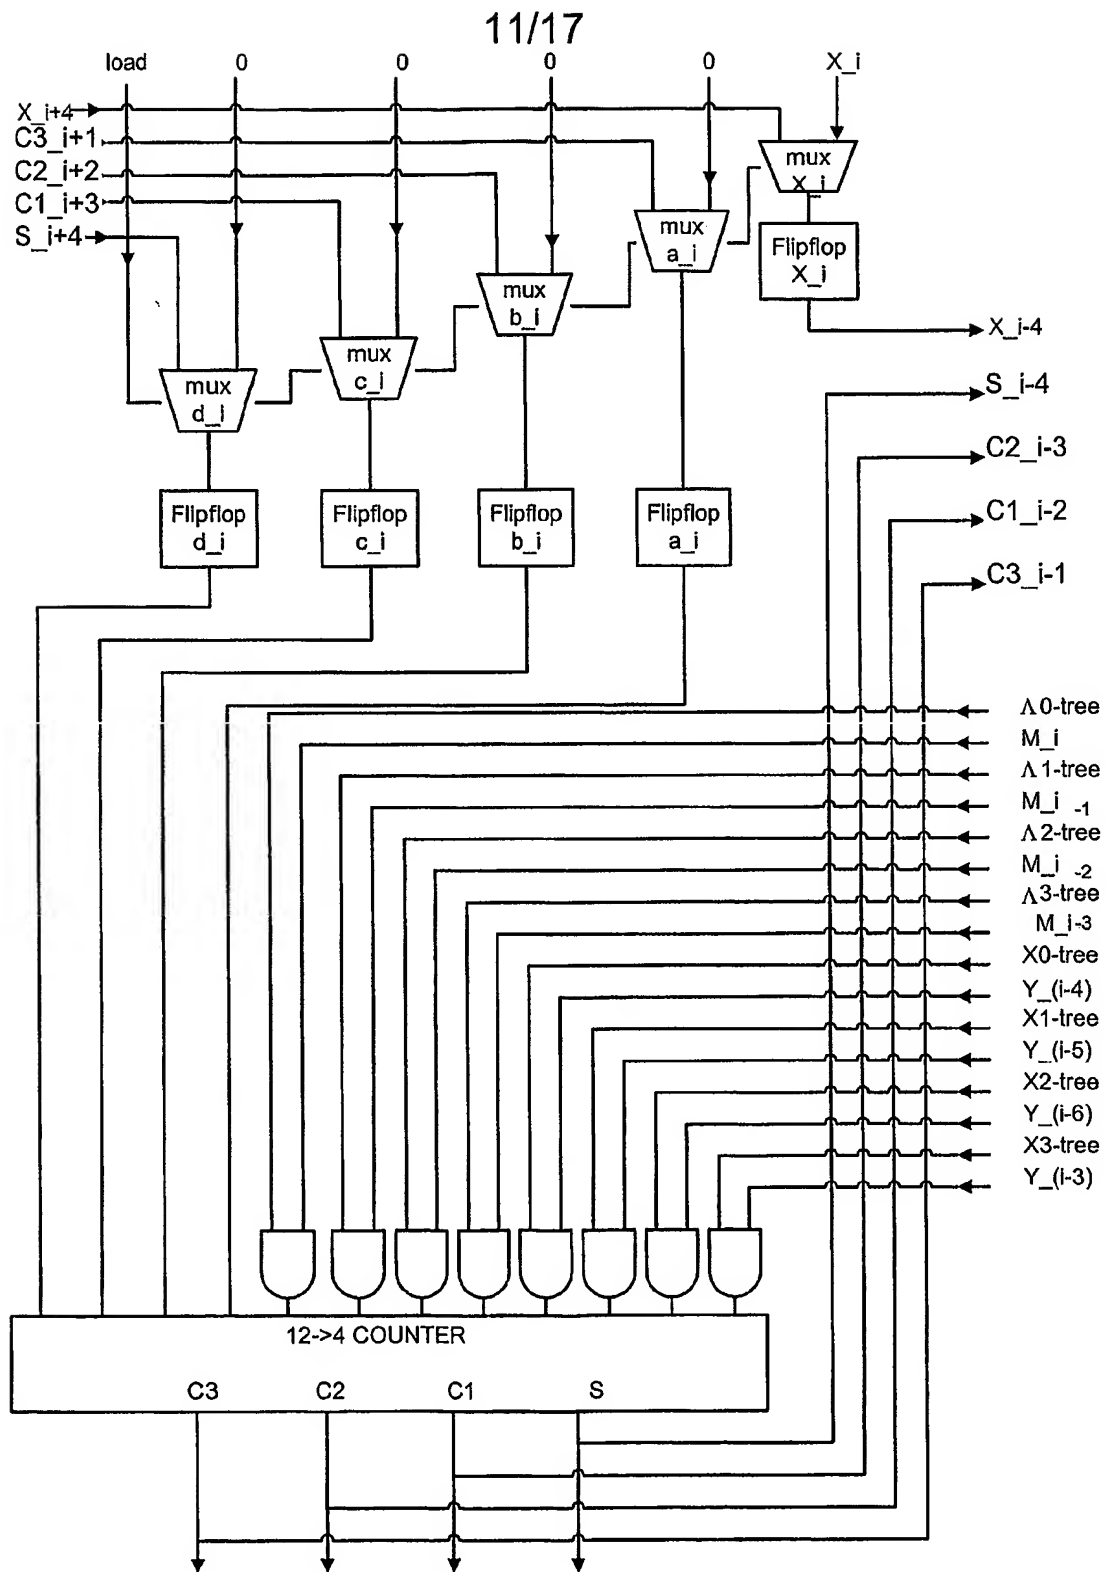 11/17
load 0 0 0 0 X_i
X_i+4
C3_i+1
C2_i+2
C1_i+3
S_i+4
mux
X_i
mux
a_i
mux
b_i
mux
c_i
mux
d_i
Flipflop
X_i
X_i-4
S_i-4
C2_i-3
C1_i-2
C3_i-1
Flipflop
d_i
Flipflop
c_i
Flipflop
b_i
Flipflop
a_i
Λ0-tree
M_i
Λ1-tree
M_i -1
Λ2-tree
M_i -2
Λ3-tree
M_i-3
X0-tree
Y_(i-4)
X1-tree
Y_(i-5)
X2-tree
Y_(i-6)
X3-tree
Y_(i-3)
12->4 COUNTER
C3 C2 C1 S